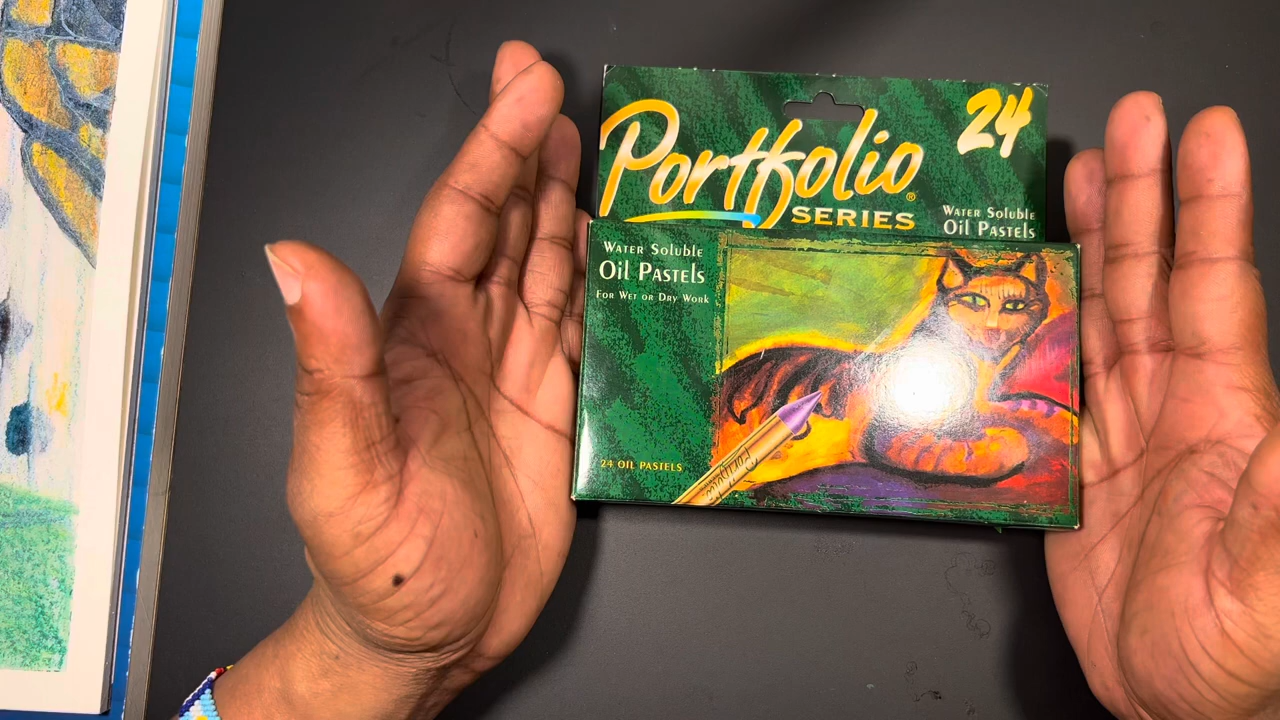 Portfolio®
SERIES
24
Water Soluble
Oil Pastels
Water Soluble
Oil Pastels
For Wet or Dry Work
24 OIL PASTELS